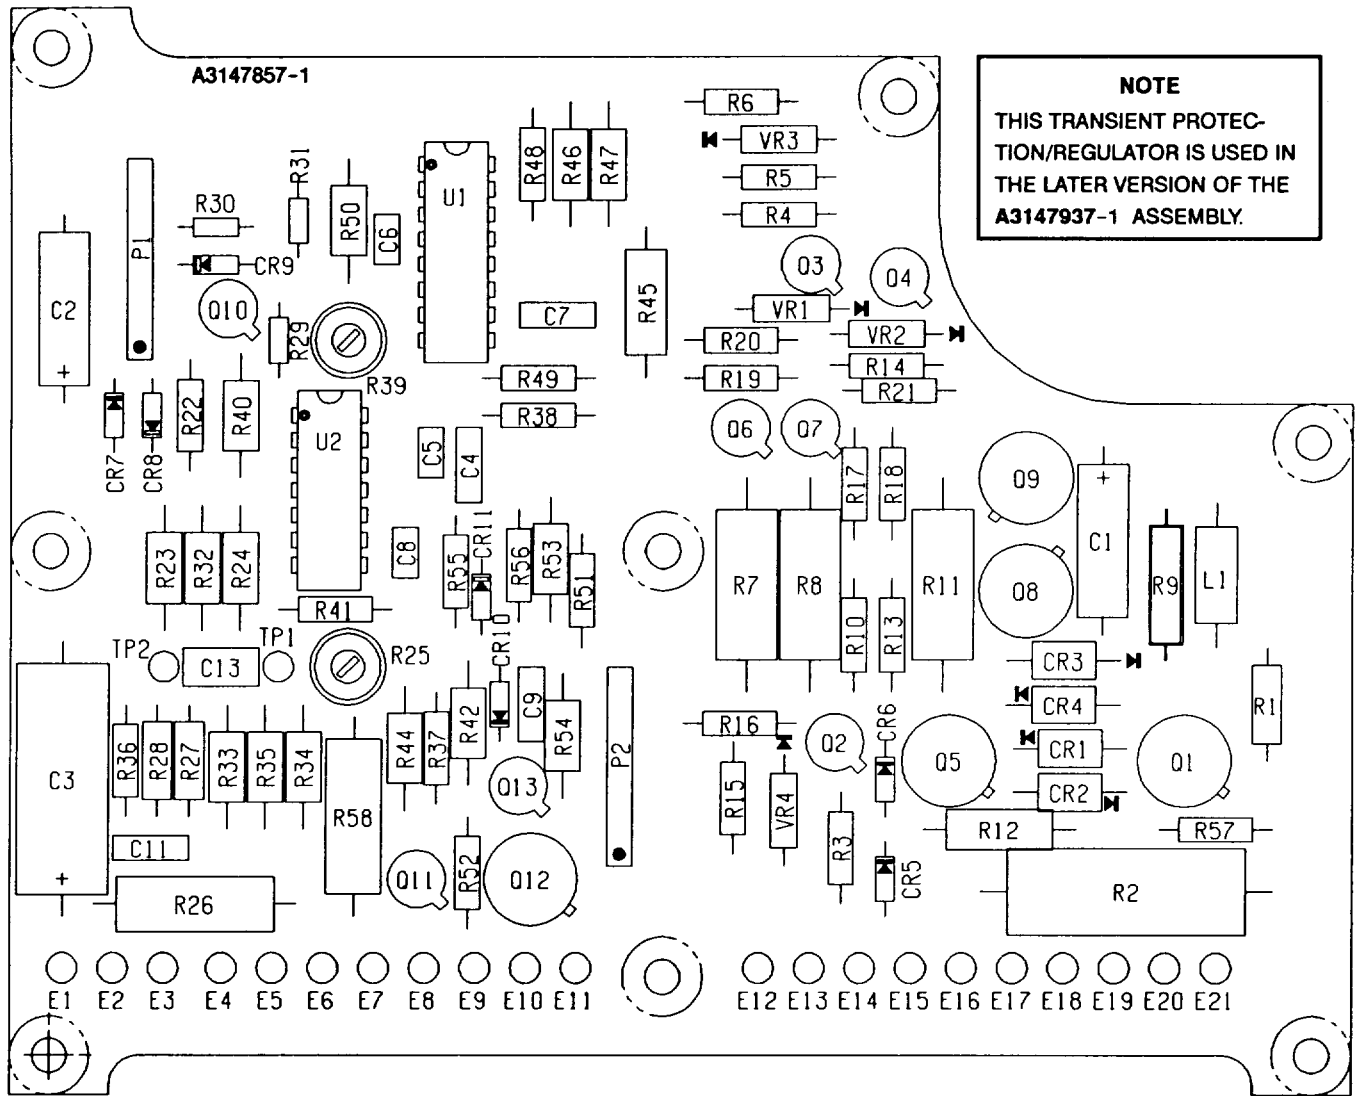 A3147857-1
NOTE
THIS TRANSIENT PROTEC-
TION/REGULATOR IS USED IN
THE LATER VERSION OF THE
A3147937-1 ASSEMBLY.
R6
VR3
R5
R4
R48
R46
R47
U1
R31
R50
C6
R30
P1
CR9
C2
Q10
R29
R39
C7
R45
Q3
Q4
VR1
VR2
R20
R14
R19
R21
R49
R38
CR7
CR8
R22
R40
U2
C5
C4
Q6
Q7
R17
R18
Q9
+
C1
+
R23
R32
R24
C8
R55
CR11
R56
R53
R51
R7
R8
R11
Q8
R9
L1
R41
R10
R13
TP2
C13
TP1
R25
CR10
C9
R54
P2
CR3
CR4
CR1
CR2
R1
R16
Q2
CR6
Q5
Q1
C3
+
R36
R28
R27
R33
R35
R34
R58
R44
R37
R42
Q13
R15
VR4
R3
R12
R57
C11
R26
Q11
R52
Q12
CR5
R2
E1 E2 E3 E4 E5 E6 E7 E8 E9 E10 E11 E12 E13 E14 E15 E16 E17 E18 E19 E20 E21